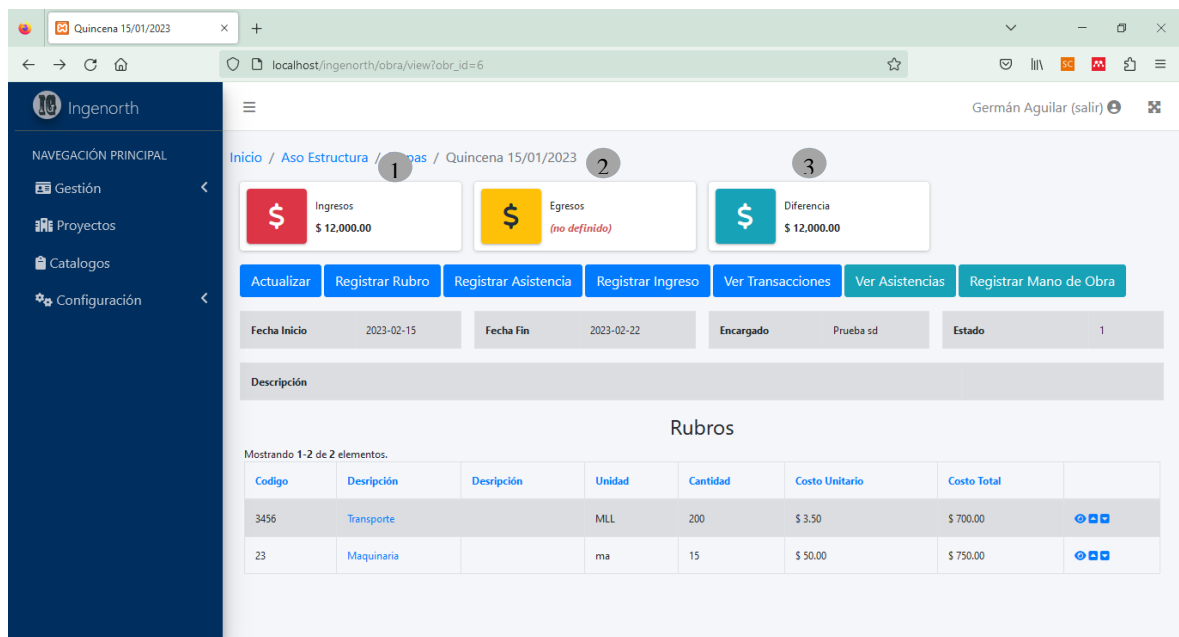 Quincena 15/01/2023
localhost/ingenorth/obra/view?obr_id=6
SC
Ingenorth
Germán Aguilar (salir)
NAVEGACIÓN PRINCIPAL
Gestión
Proyectos
Catalogos
Configuración
Inicio / Aso Estructura / pas / Quincena 15/01/2023
1
2
3
Ingresos
$ 12,000.00
Egresos
(no definido)
Diferencia
$ 12,000.00
Actualizar Registrar Rubro Registrar Asistencia Registrar Ingreso Ver Transacciones Ver Asistencias Registrar Mano de Obra
Fecha Inicio 2023-02-15 Fecha Fin 2023-02-22 Encargado Prueba sd Estado 1
Descripción
Rubros
Mostrando 1-2 de 2 elementos.
Codigo Desripción Desripción Unidad Cantidad Costo Unitario Costo Total
3456 Transporte MLL 200 $ 3.50 $ 700.00
23 Maquinaria ma 15 $ 50.00 $ 750.00